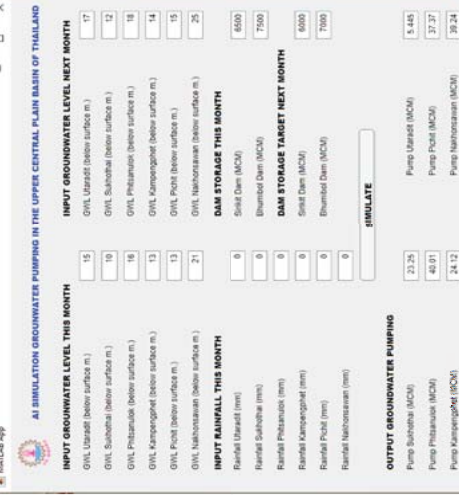 MATLAB App
AI SIMULATION GROUNWATER PUMPING IN THE UPPER CENTRAL PLAIN BASIN OF THAILAND
INPUT GROUNDWATER LEVEL THIS MONTH
GWL Utaradit (below surface m.) 15
GWL Sukhothai (below surface m.) 10
GWL Phitsanulok (below surface m.) 16
GWL Kampengphet (below surface m.) 13
GWL Pichit (below surface m.) 13
GWL Nakhonsawan (below surface m.) 21
INPUT GROUNDWATER LEVEL NEXT MONTH
GWL Utaradit (below surface m.) 17
GWL Sukhothai (below surface m.) 12
GWL Phitsanulok (below surface m.) 18
GWL Kampengphet (below surface m.) 14
GWL Pichit (below surface m.) 15
GWL Nakhonsawan (below surface m.) 25
INPUT RAINFALL THIS MONTH
Rainfall Utaradit (mm) 0
Rainfall Sukhothai (mm) 0
Rainfall Phitsanulok (mm) 0
Rainfall Kampengphet (mm) 0
Rainfall Pichit (mm) 0
Rainfall Nakhonsawan (mm) 0
DAM STORAGE THIS MONTH
Sirikit Dam (MCM) 6500
Bhumibol Dam (MCM) 7500
DAM STORAGE TARGET NEXT MONTH
Sirikit Dam (MCM) 6000
Bhumibol Dam (MCM) 7000
SIMULATE
OUTPUT GROUNDWATER PUMPING
Pump Sukhothai (MCM) 23.25
Pump Phitsanulok (MCM) 40.01
Pump Kampengphet (MCM) 24.12
Pump Utaradit (MCM) 5.445
Pump Pichit (MCM) 37.37
Pump Nakhonsawan (MCM) 39.24